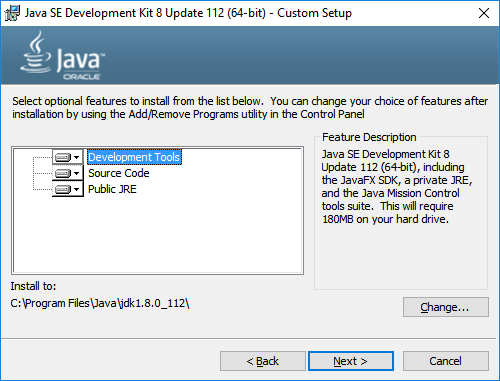 Java SE Development Kit 8 Update 112 (64-bit) - Custom Setup
Java
ORACLE
Select optional features to install from the list below. You can change your choice of features after
installation by using the Add/Remove Programs utility in the Control Panel
Development Tools
Source Code
Public JRE
Feature Description
Java SE Development Kit 8
Update 112 (64-bit), including
the JavaFX SDK, a private JRE,
and the Java Mission Control
tools suite. This will require
180MB on your hard drive.
Install to:
C:\Program Files\Java\jdk1.8.0_112\
Change...
< Back
Next >
Cancel